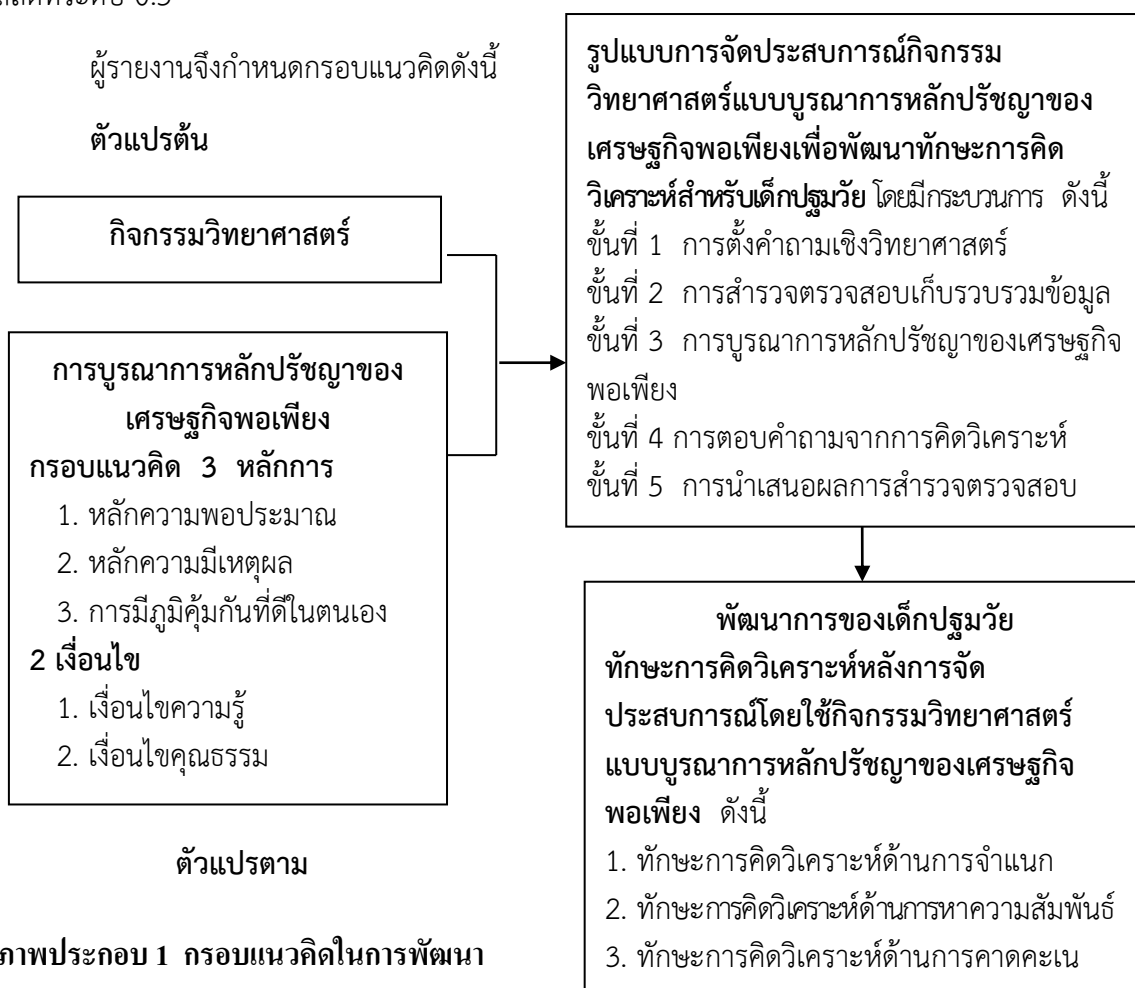 ผู้รายงานจึงกำหนดกรอบแนวคิดดังนี้
ตัวแปรต้น
กิจกรรมวิทยาศาสตร์
การบูรณาการหลักปรัชญาของ
เศรษฐกิจพอเพียง
กรอบแนวคิด 3 หลักการ
1. หลักความพอประมาณ
2. หลักความมีเหตุผล
3. การมีภูมิคุ้มกันที่ดีในตนเอง
2 เงื่อนไข
1. เงื่อนไขความรู้
2. เงื่อนไขคุณธรรม
รูปแบบการจัดประสบการณ์กิจกรรม
วิทยาศาสตร์แบบบูรณาการหลักปรัชญาของ
เศรษฐกิจพอเพียงเพื่อพัฒนาทักษะการคิด
วิเคราะห์สำหรับเด็กปฐมวัย โดยมีกระบวนการ ดังนี้
ขั้นที่ 1 การตั้งคำถามเชิงวิทยาศาสตร์
ขั้นที่ 2 การสำรวจตรวจสอบเก็บรวบรวมข้อมูล
ขั้นที่ 3 การบูรณาการหลักปรัชญาของเศรษฐกิจ
พอเพียง
ขั้นที่ 4 การตอบคำถามจากการคิดวิเคราะห์
ขั้นที่ 5 การนำเสนอผลการสำรวจตรวจสอบ
พัฒนาการของเด็กปฐมวัย
ทักษะการคิดวิเคราะห์หลังการจัด
ประสบการณ์โดยใช้กิจกรรมวิทยาศาสตร์
แบบบูรณาการหลักปรัชญาของเศรษฐกิจ
พอเพียง ดังนี้
1. ทักษะการคิดวิเคราะห์ด้านการจำแนก
2. ทักษะการคิดวิเคราะห์ด้านการหาความสัมพันธ์
3. ทักษะการคิดวิเคราะห์ด้านการคาดคะเน
ตัวแปรตาม
ภาพประกอบ 1 กรอบแนวคิดในการพัฒนา